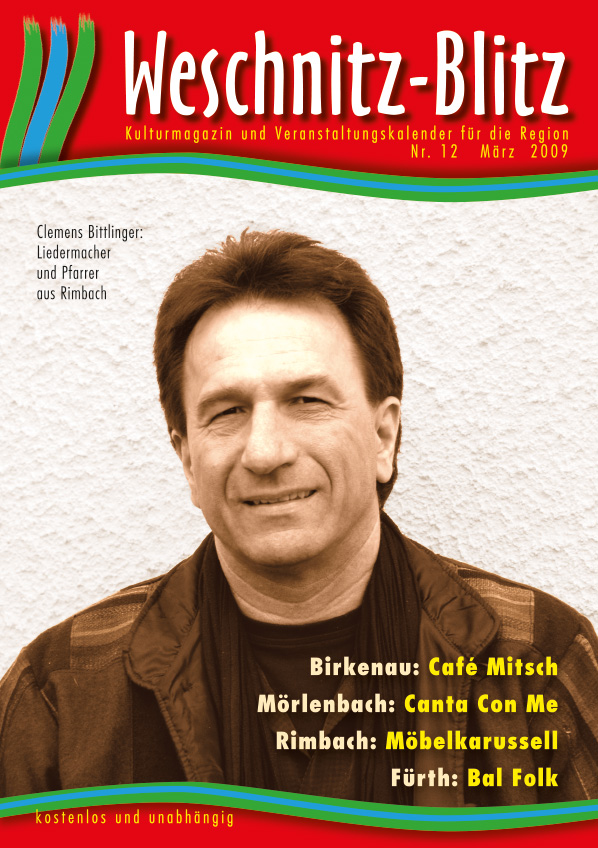 Weschnitz-Blitz
Kulturmagazin und Veranstaltungskalender für die Region
Nr. 12 März 2009
Clemens Bittlinger:
Liedermacher
und Pfarrer
aus Rimbach
Birkenau: Café Mitsch
Mörlenbach: Canta Con Me
Rimbach: Möbelkarussell
Fürth: Bal Folk
kostenlos und unabhängig